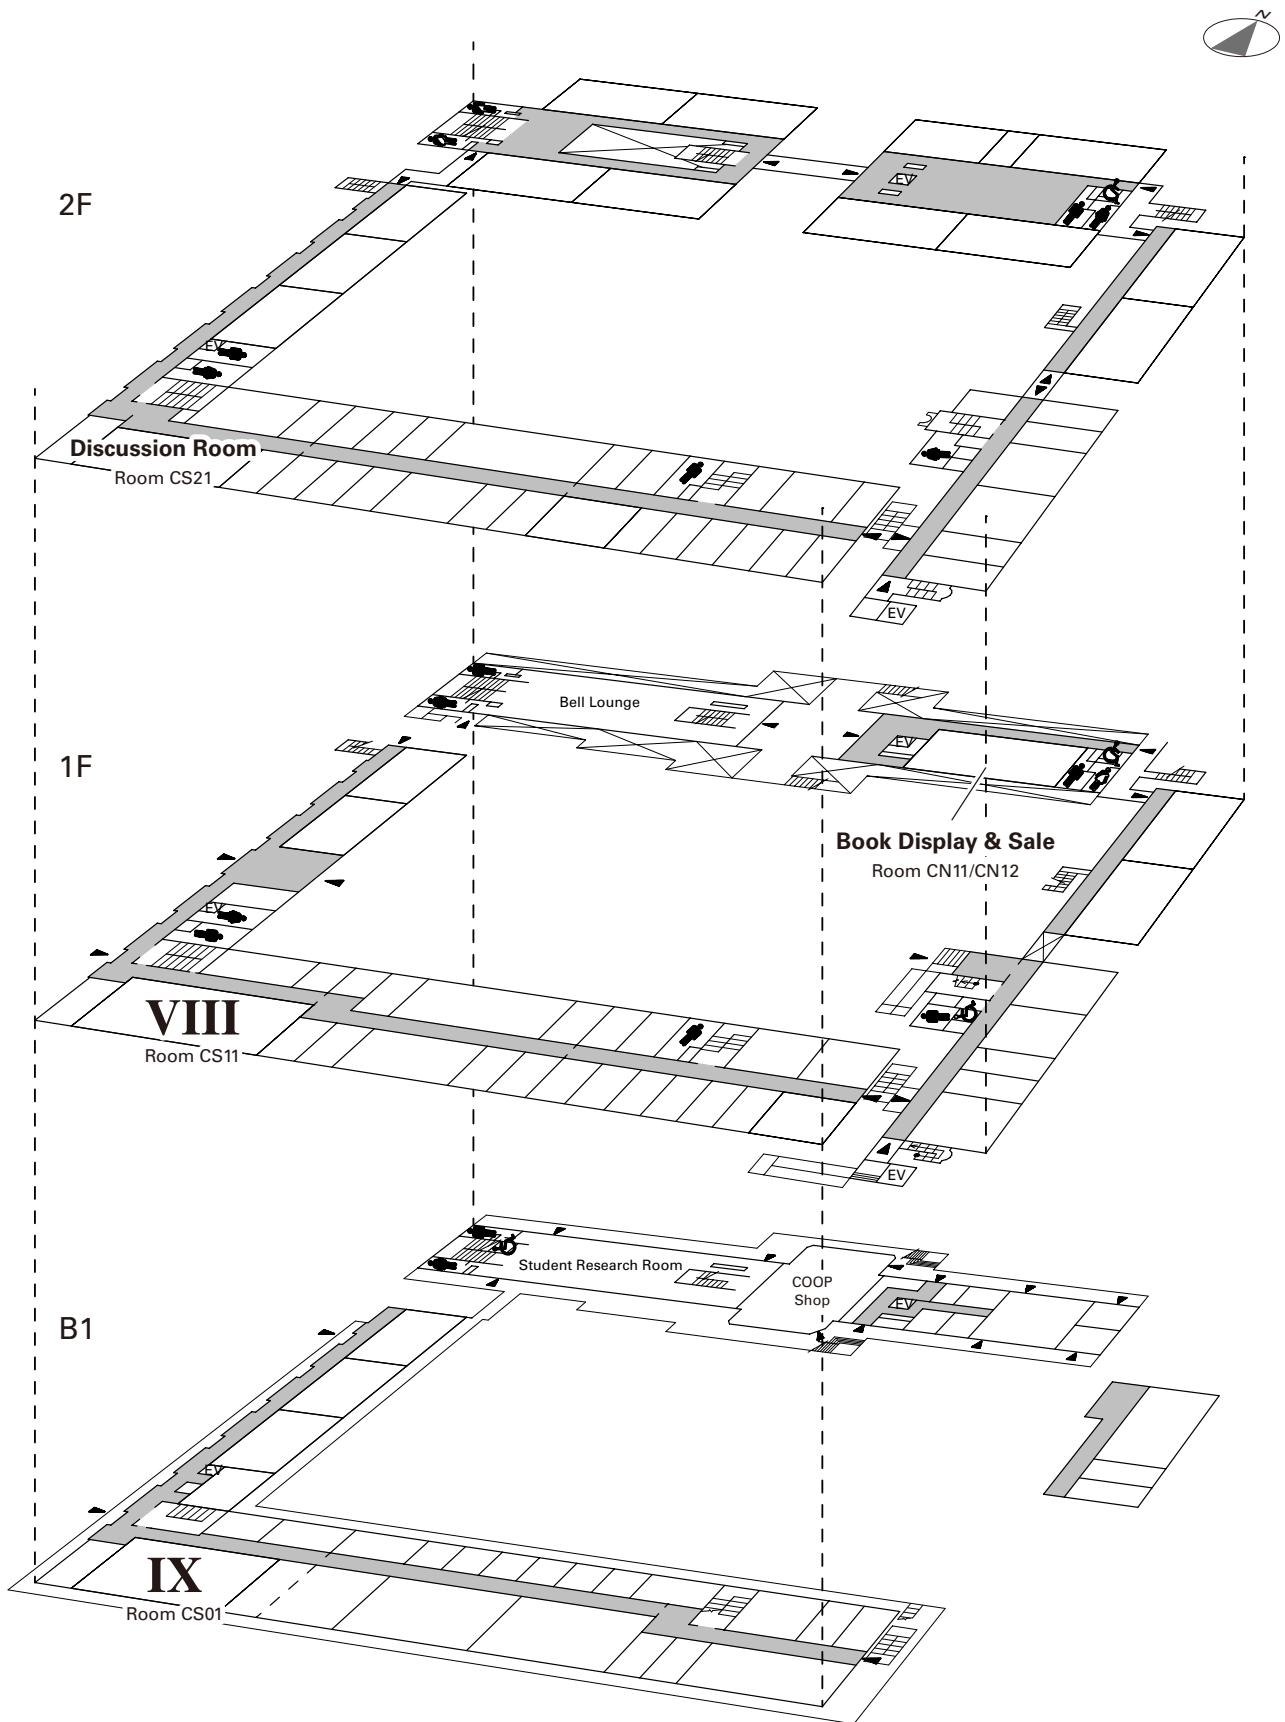 N
2F
EV
EV
Discussion Room
Room CS21
EV
Bell Lounge
1F
EV
Book Display & Sale
Room CN11/CN12
EV
VIII
Room CS11
EV
Student Research Room
COOP
Shop
EV
B1
EV
IX
Room CS01